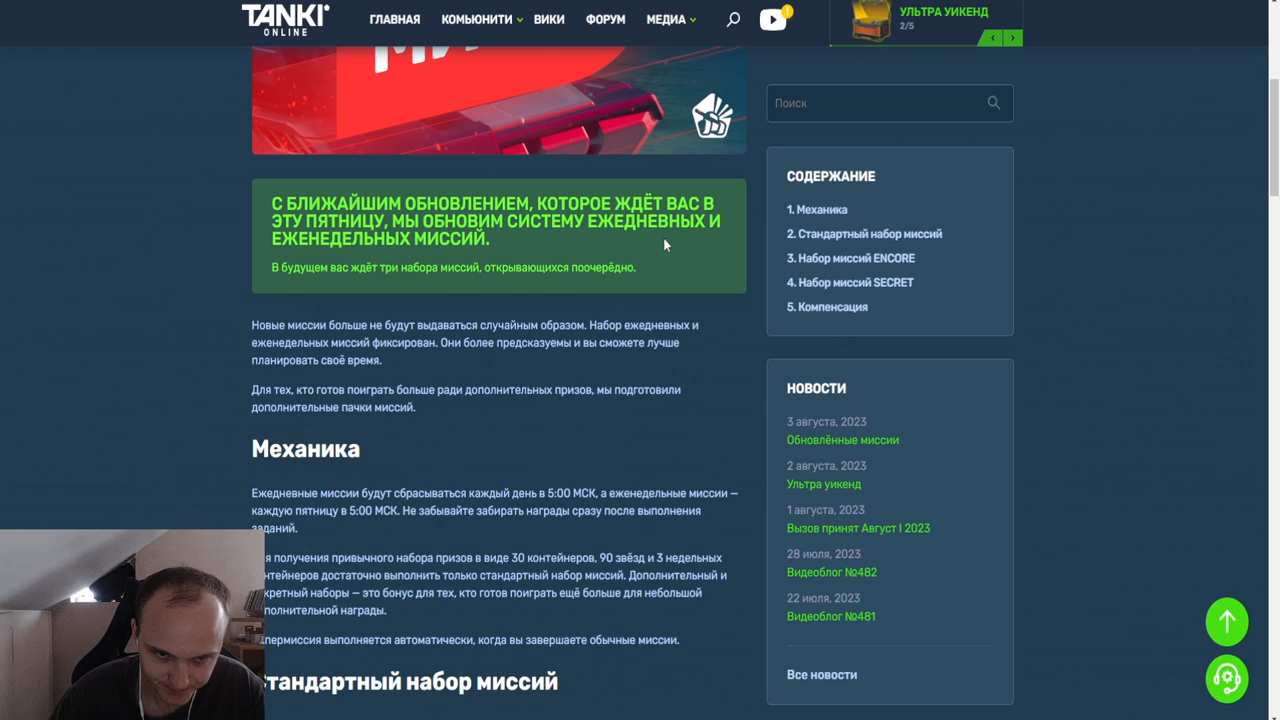 TANKI
ONLINE
ГЛАВНАЯ
КОМЬЮНИТИ
ВИКИ
ФОРУМ
МЕДИА
!
УЛЬТРА УИКЕНД
2/5
Поиск
С БЛИЖАЙШИМ ОБНОВЛЕНИЕМ, КОТОРОЕ ЖДЁТ ВАС В
ЭТУ ПЯТНИЦУ, МЫ ОБНОВИМ СИСТЕМУ ЕЖЕДНЕВНЫХ И
ЕЖЕНЕДЕЛЬНЫХ МИССИЙ.
В будущем вас ждёт три набора миссий, открывающихся поочерёдно.
Новые миссии больше не будут выдаваться случайным образом. Набор ежедневных и
еженедельных миссий фиксирован. Они более предсказуемы и вы сможете лучше
планировать своё время.
Для тех, кто готов поиграть больше ради дополнительных призов, мы подготовили
дополнительные пачки миссий.
Механика
Ежедневные миссии будут сбрасываться каждый день в 5:00 МСК, а еженедельные миссии —
каждую пятницу в 5:00 МСК. Не забывайте забирать награды сразу после выполнения
заданий.
я получения привычного набора призов в виде 30 контейнеров, 90 звёзд и 3 недельных
онтейнеров достаточно выполнить только стандартный набор миссий. Дополнительный и
кретный наборы — это бонус для тех, кто готов поиграть ещё больше для небольшой
полнительной награды.
пермиссия выполняется автоматически, когда вы завершаете обычные миссии.
тандартный набор миссий
СОДЕРЖАНИЕ
1. Механика
2. Стандартный набор миссий
3. Набор миссий ENCORE
4. Набор миссий SECRET
5. Компенсация
НОВОСТИ
3 августа, 2023
Обновлённые миссии
2 августа, 2023
Ультра уикенд
1 августа, 2023
Вызов принят Август I 2023
28 июля, 2023
Видеоблог №482
22 июля, 2023
Видеоблог №481
Все новости